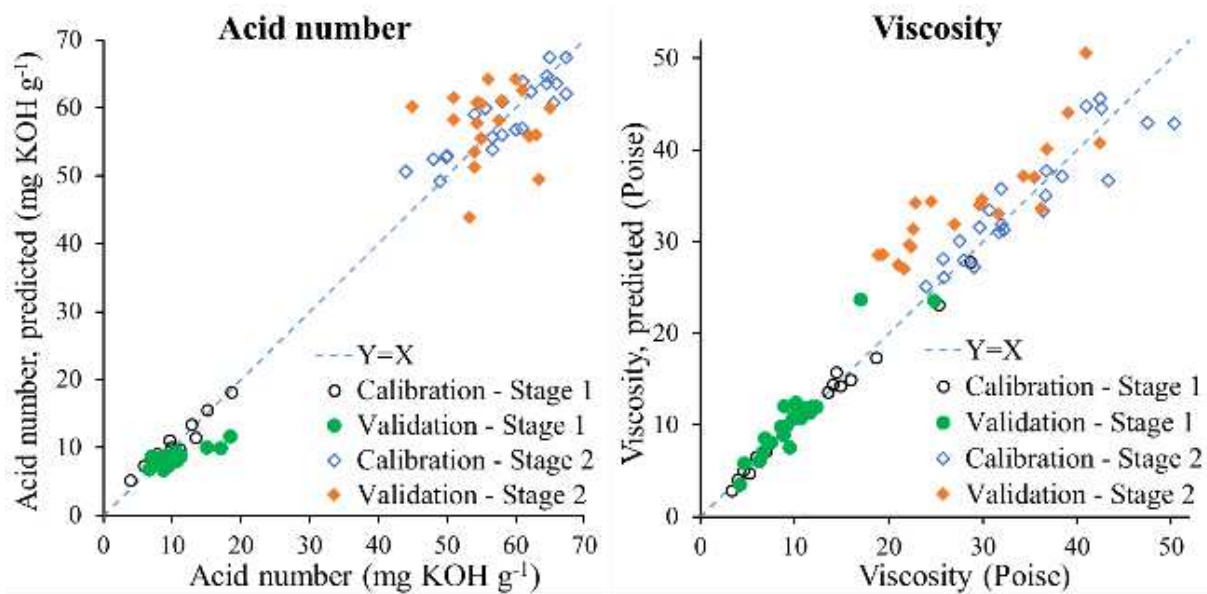 Acid number
Acid number, predicted (mg KOH g-1)
70
60
50
40
30
20
10
0
Y=X
Calibration - Stage 1
Validation - Stage 1
Calibration - Stage 2
Validation - Stage 2
0 10 20 30 40 50 60 70
Acid number (mg KOH g-1)
Viscosity
Viscosity, predicted (Poise)
50
40
30
20
10
0
Y=X
Calibration - Stage 1
Validation - Stage 1
Calibration - Stage 2
Validation - Stage 2
0 10 20 30 40 50
Viscosity (Poise)